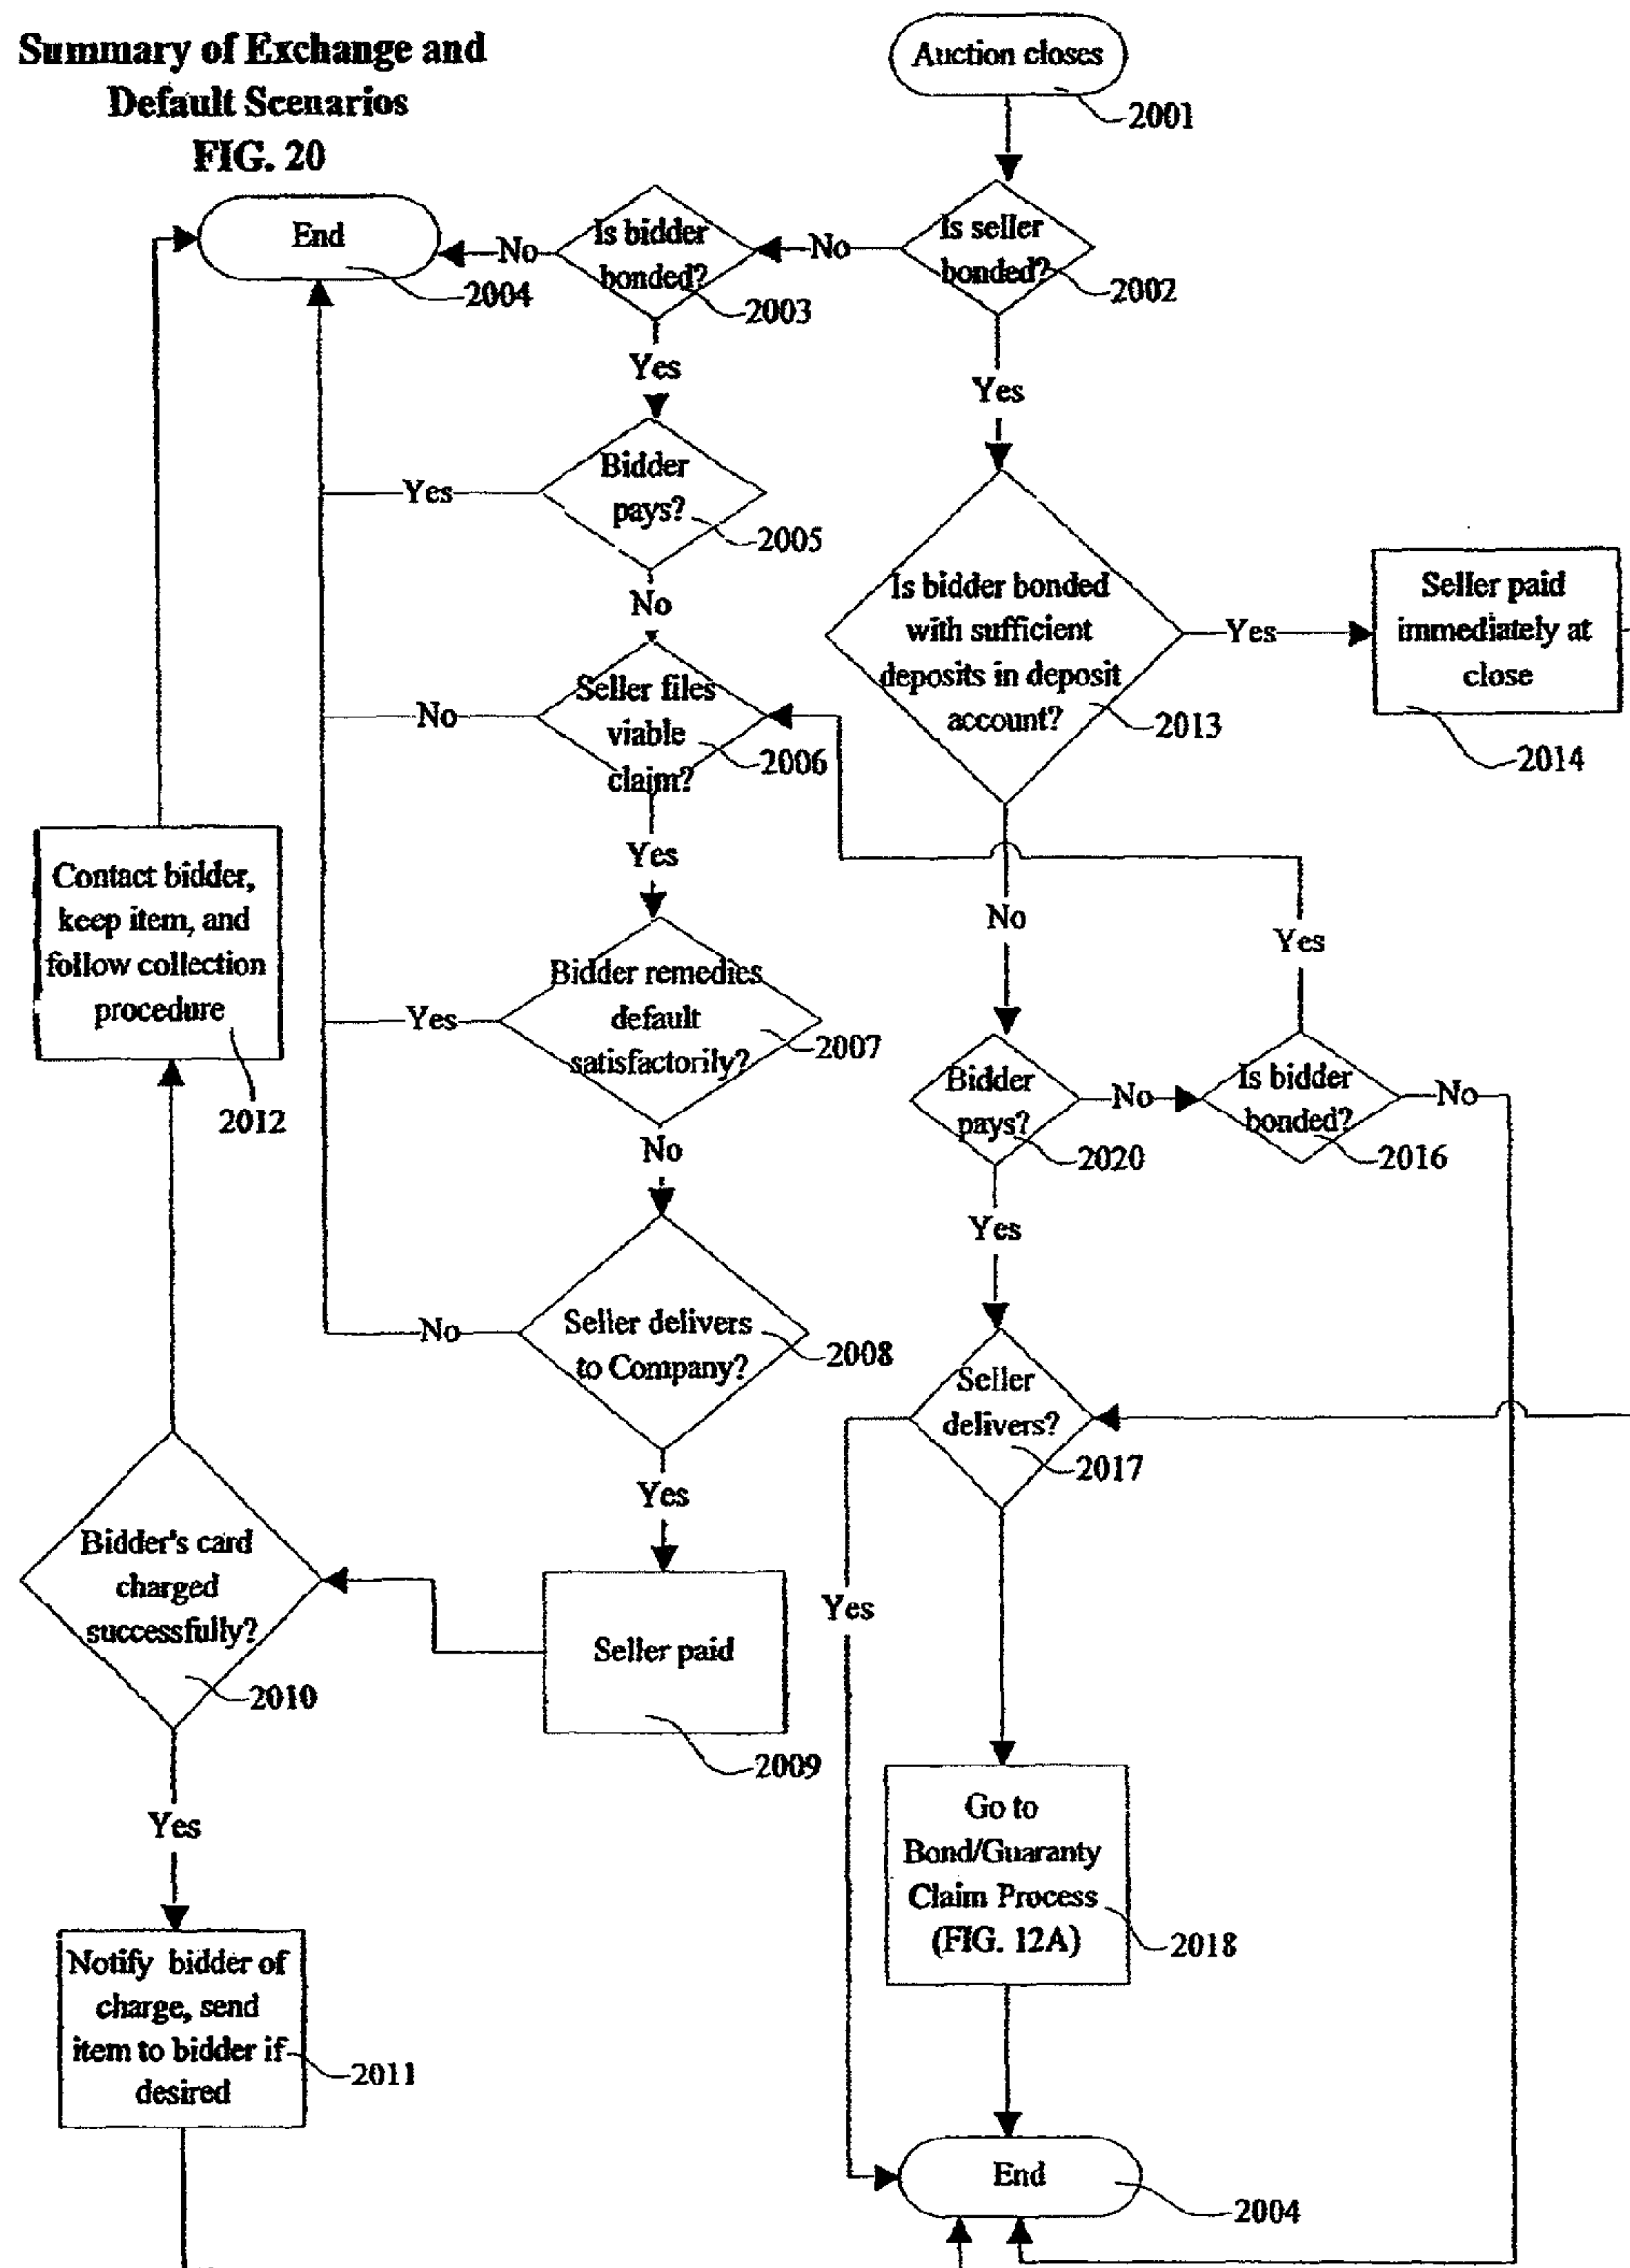 Summary of Exchange and
Default Scenarios
FIG. 20
Auction closes
2001
End
2004
No
Is bidder
bonded?
2003
No
Is seller
bonded?
2002
Yes
Yes
Yes
Bidder
pays?
2005
No
Is bidder bonded
with sufficient
deposits in deposit
account?
2013
Yes
Seller paid
immediately at
close
2014
No
Seller files
viable
claim?
2006
Yes
Contact bidder,
keep item, and
follow collection
procedure
2012
No
Yes
Yes
Bidder remedies
default
satisfactorily?
2007
No
Bidder
pays?
2020
No
Is bidder
bonded?
2016
No
Yes
No
Seller delivers
to Company?
2008
Yes
Seller
delivers?
2017
Yes
Bidder's card
charged
successfully?
2010
Seller paid
2009
Yes
Go to
Bond/Guaranty
Claim Process
(FIG. 12A)
2018
Notify bidder of
charge, send
item to bidder if
desired
2011
End
2004